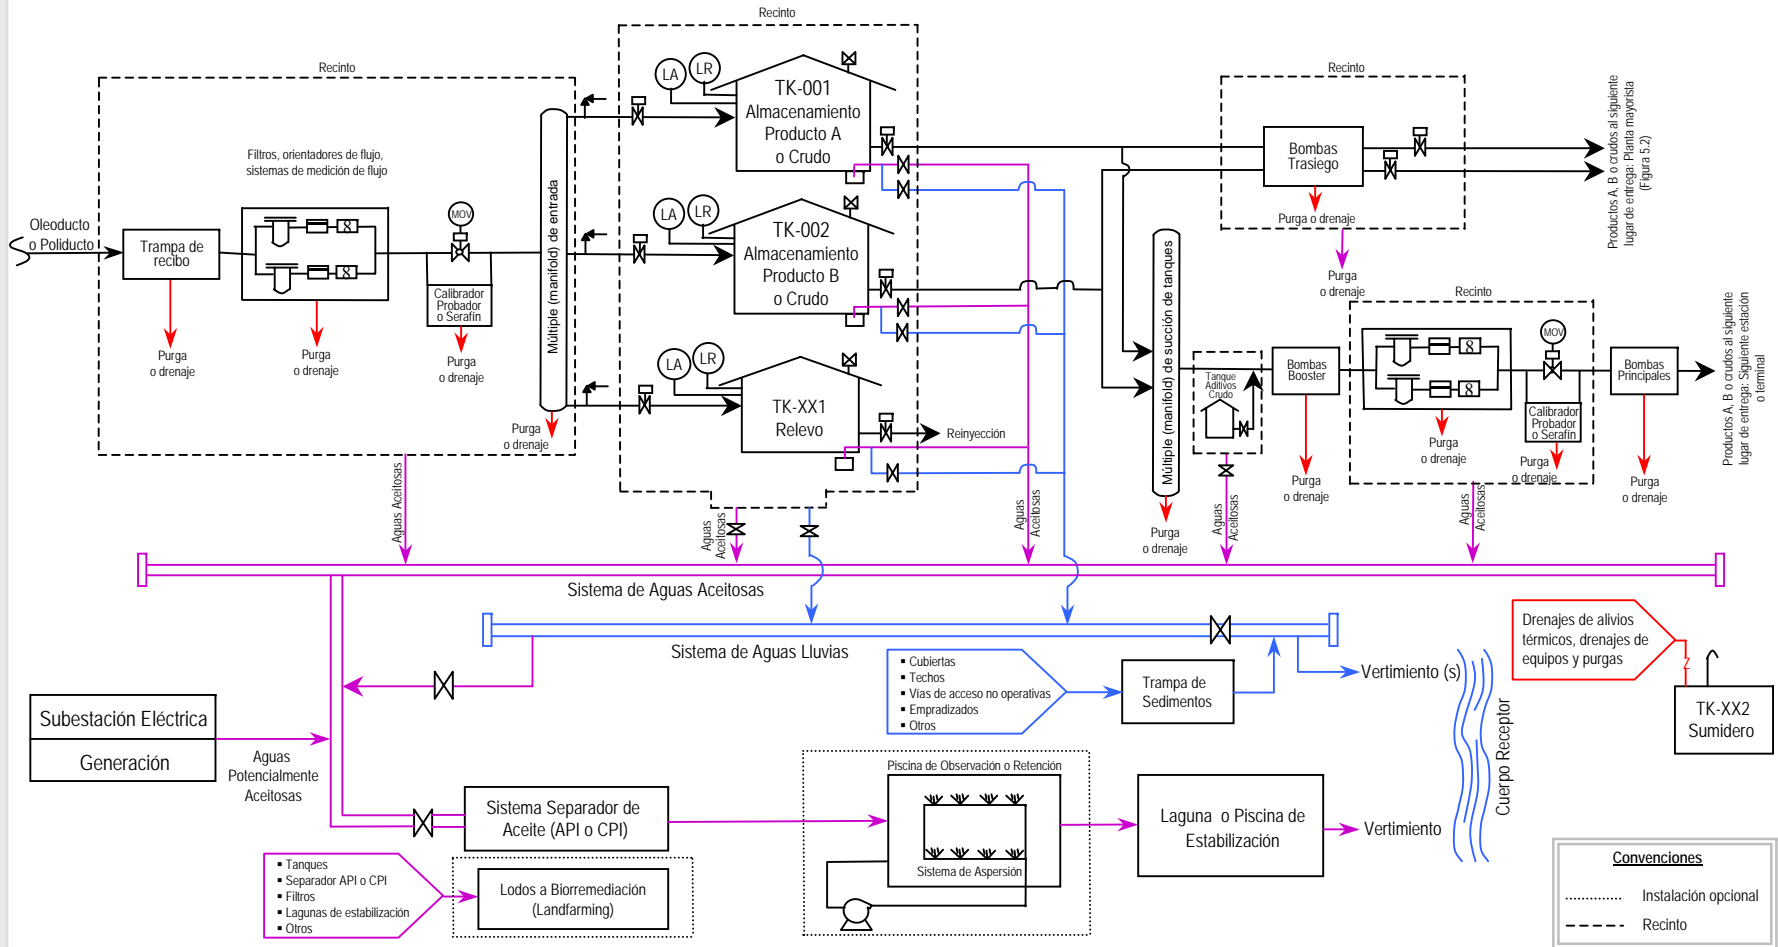 Recinto
Recinto
Recinto
Recinto
Oleoducto
o Poliducto
Trampa de
recibo
Purga
o drenaje
Filtros, orientadores de flujo,
sistemas de medición de flujo
8
8
Purga
o drenaje
MOV
Calibrador
Probador
o Serafín
Purga
o drenaje
Múltiple (manifold) de entrada
Purga
o drenaje
LA
LR
TK-001
Almacenamiento
Producto A
o Crudo
LA
LR
TK-002
Almacenamiento
Producto B
o Crudo
LA
LR
TK-XX1
Relevo
Reinyección
Bombas
Trasiego
Purga o drenaje
Purga
o drenaje
Productos A, B o crudos al siguiente
lugar de entrega: Planta mayorista
(Figura 5.2)
Múltiple (manifold) de succión de tanques
Purga
o drenaje
Tanque
Aditivos
Crudo
Bombas
Booster
Purga
o drenaje
8
8
Purga
o drenaje
MOV
Calibrador
Probador
o Serafín
Purga
o drenaje
Bombas
Principales
Purga
o drenaje
Productos A, B o crudos al siguiente
lugar de entrega: Siguiente estación
o terminal
Aguas Aceitosas
Aguas
Aceitosas
Aguas
Aceitosas
Aguas
Aceitosas
Aguas
Aceitosas
Sistema de Aguas Aceitosas
Sistema de Aguas Lluvias
▪ Cubiertas
▪ Techos
▪ Vías de acceso no operativas
▪ Empradizados
▪ Otros
Trampa de
Sedimentos
Vertimiento (s)
Cuerpo Receptor
Drenajes de alivios
térmicos, drenajes de
equipos y purgas
TK-XX2
Sumidero
Subestación Eléctrica
Generación
Aguas
Potencialmente
Aceitosas
Sistema Separador de
Aceite (API o CPI)
Piscina de Observación o Retención
Sistema de Aspersión
Laguna o Piscina de
Estabilización
Vertimiento
▪ Tanques
▪ Separador API o CPI
▪ Filtros
▪ Lagunas de estabilización
▪ Otros
Lodos a Biorremediación
(Landfarming)
Convenciones
Instalación opcional
Recinto